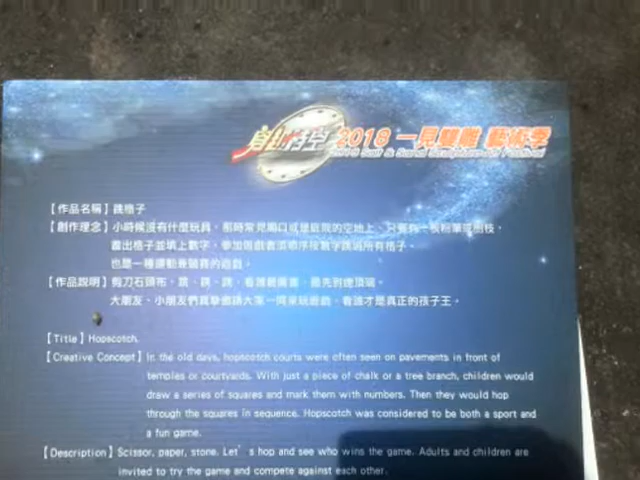 2018 一見雙雕 藝術季
2018 Salt & Sand Sculptures Art Festival
【作品名稱】跳格子
【創作理念】小時候沒有什麼玩具，那時常見廟口或是庭院的空地上，只要有一根粉筆或樹枝，
畫出格子並填上數字，參加遊戲者須依序按數字跳過所有格子，
也是一種運動兼競賽的遊戲。
【作品說明】剪刀石頭布，跳、跳、跳，看誰最厲害，最先到達頂端。
大朋友、小朋友們真摯邀請大家一同來玩遊戲，看誰才是真正的孩子王。
【Title】Hopscotch.
【Creative Concept】In the old days, hopscotch courts were often seen on pavements in front of
temples or courtyards. With just a piece of chalk or a tree branch, children would
draw a series of squares and mark them with numbers. Then they would hop
through the squares in sequence. Hopscotch was considered to be both a sport and
a fun game.
【Description】Scissor, paper, stone. Let's hop and see who wins the game. Adults and children are
invited to try the game and compete against each other.